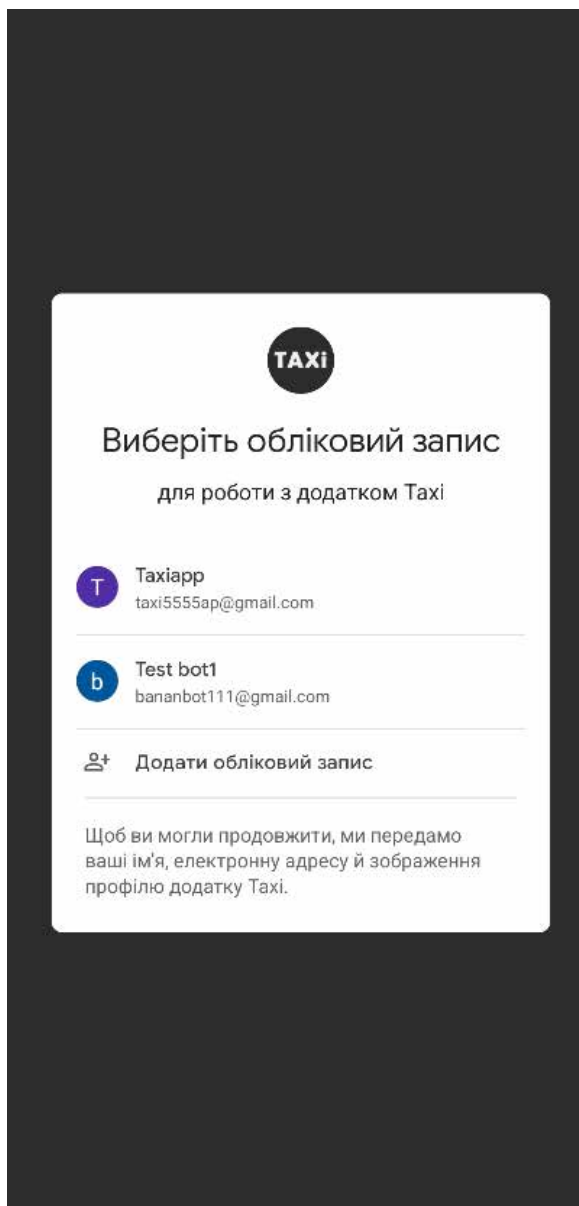 TAXi
Виберіть обліковий запис
для роботи з додатком Taxi
T
Taxiapp
taxi5555ap@gmail.com
b
Test bot1
bananbot111@gmail.com
Додати обліковий запис
Щоб ви могли продовжити, ми передамо
ваші ім'я, електронну адресу й зображення
профілю додатку Taxi.